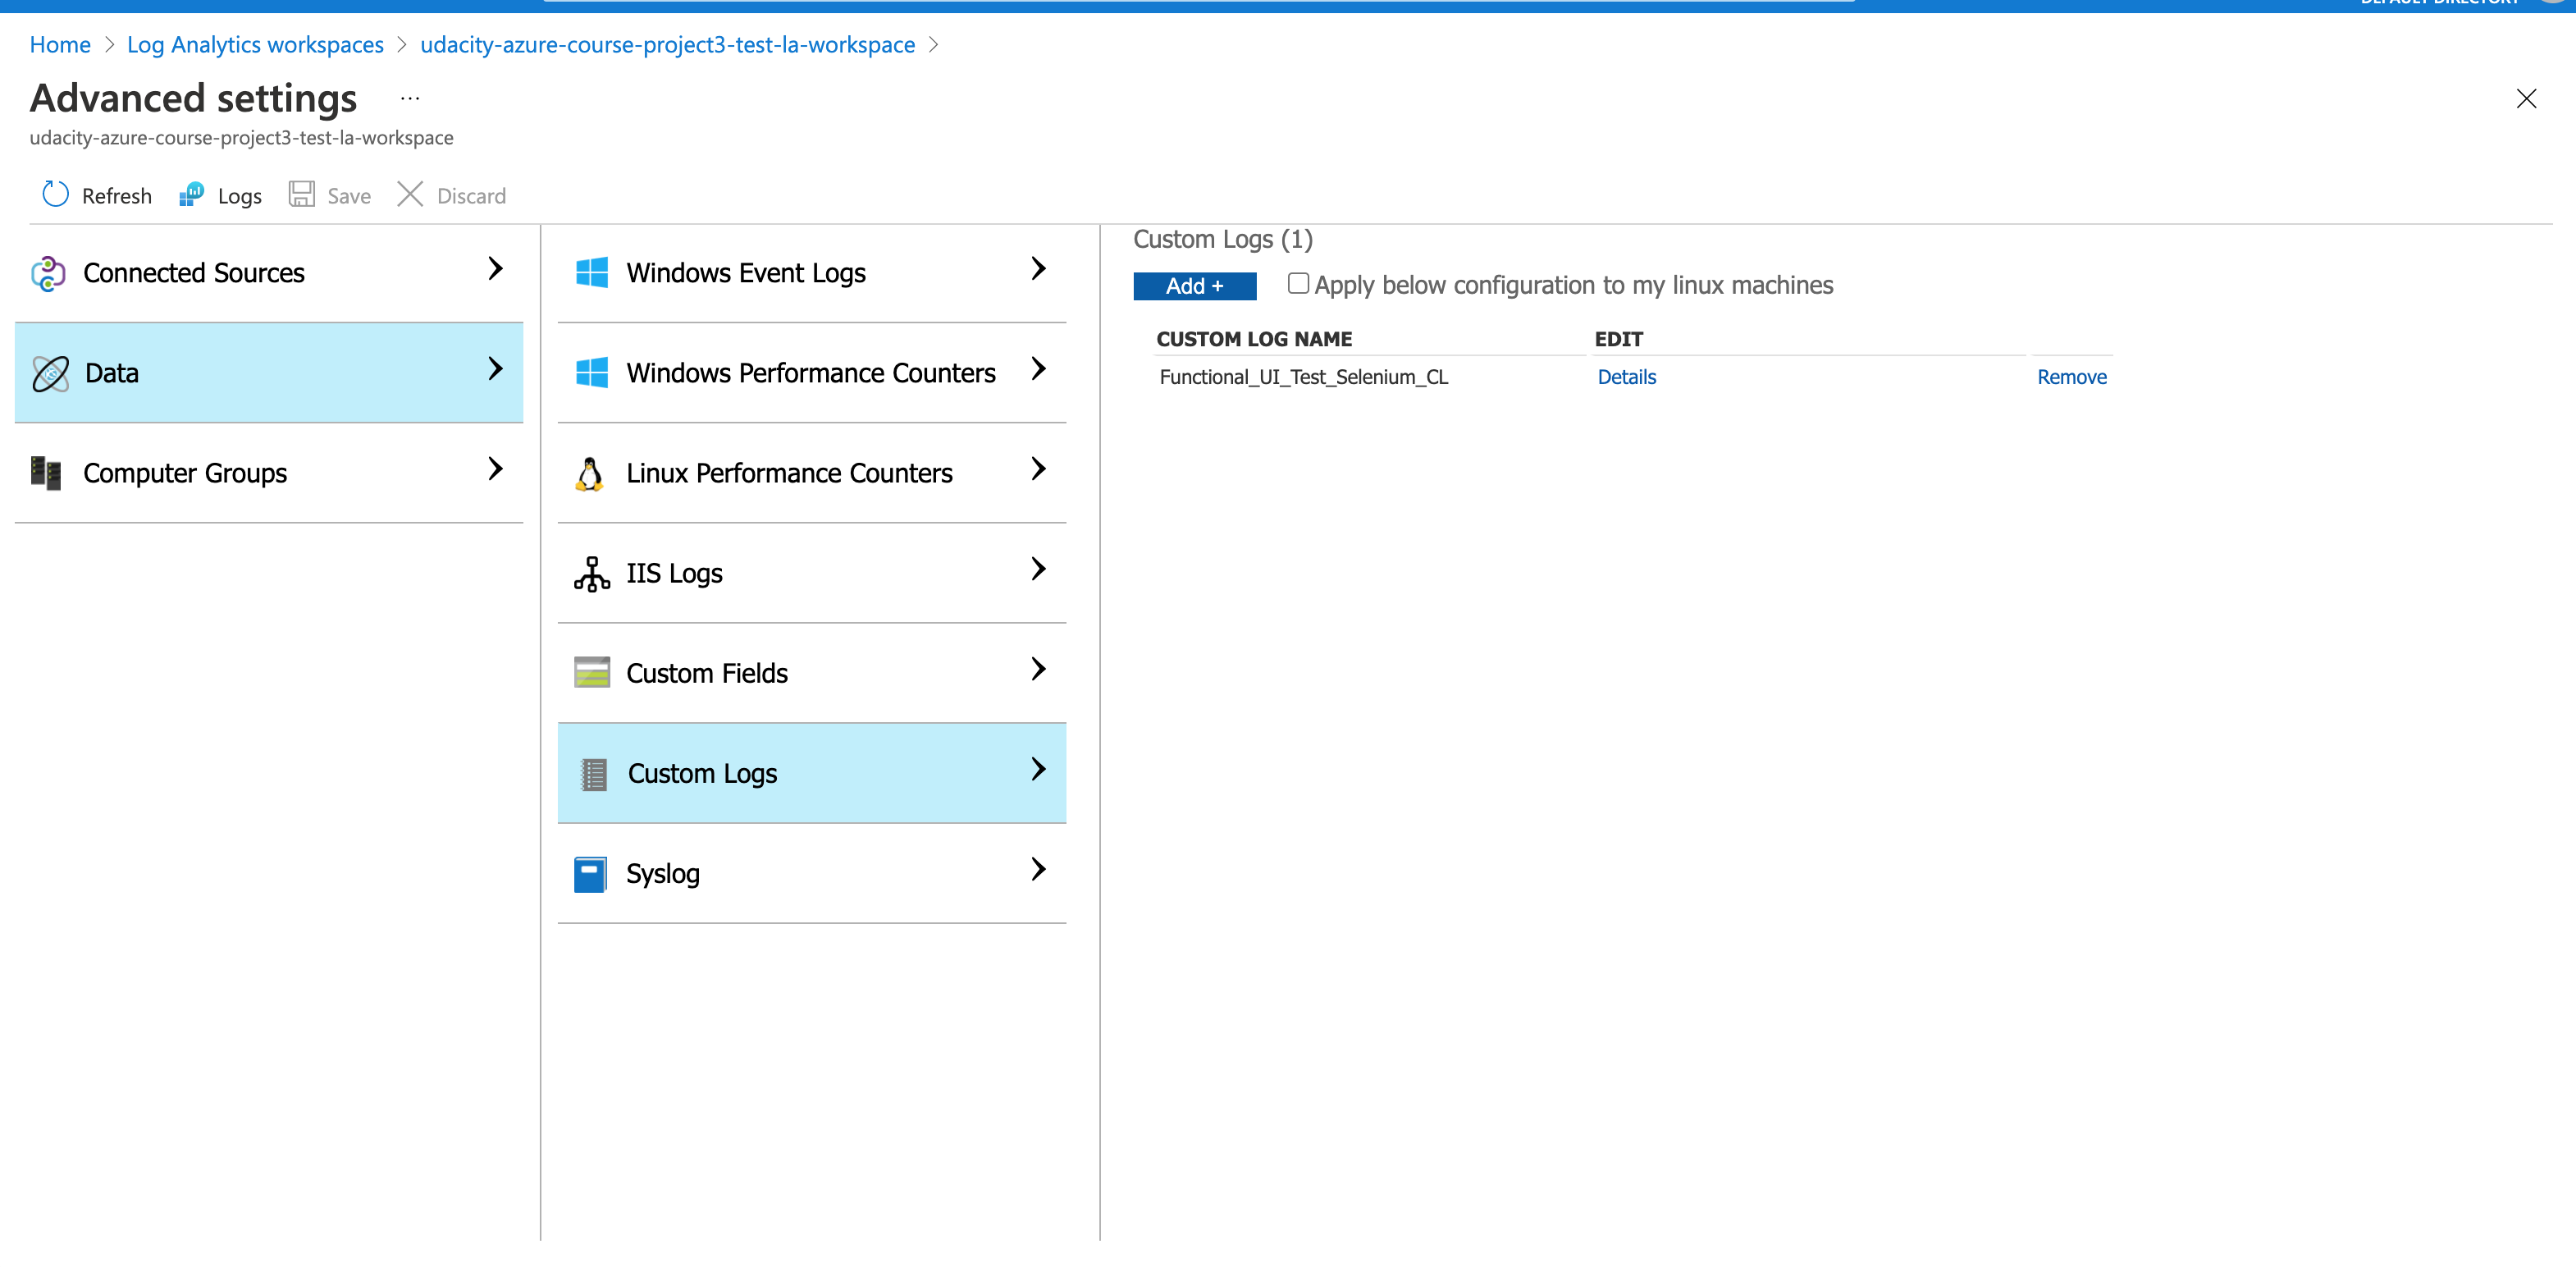 DEFAULT DIRECTORY
Home > Log Analytics workspaces > udacity-azure-course-project3-test-la-workspace >
Advanced settings ...
udacity-azure-course-project3-test-la-workspace
Refresh Logs Save Discard
Connected Sources
Data
Computer Groups
Windows Event Logs
Windows Performance Counters
Linux Performance Counters
IIS Logs
Custom Fields
Custom Logs
Syslog
Custom Logs (1)
Add + Apply below configuration to my linux machines
CUSTOM LOG NAME EDIT
Functional_UI_Test_Selenium_CL Details Remove